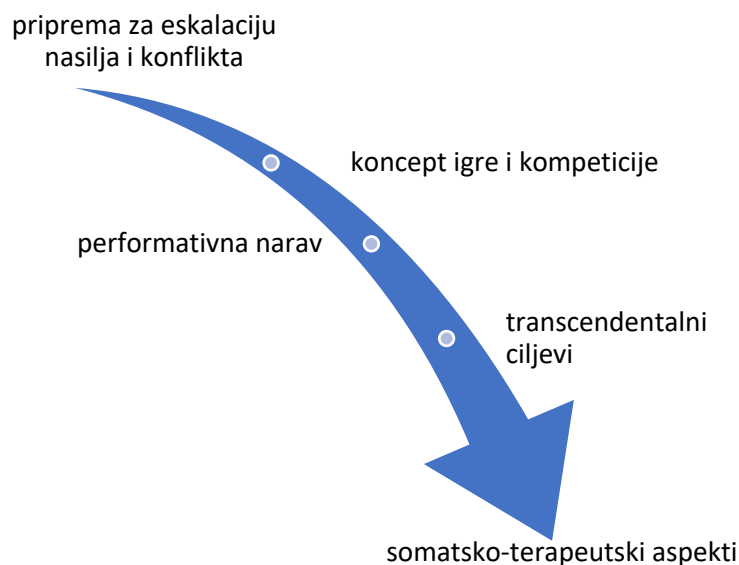 priprema za eskalaciju
nasilja i konflikta
koncept igre i kompeticije
performativna narav
transcendentalni
ciljevi
somatsko-terapeutski aspekti